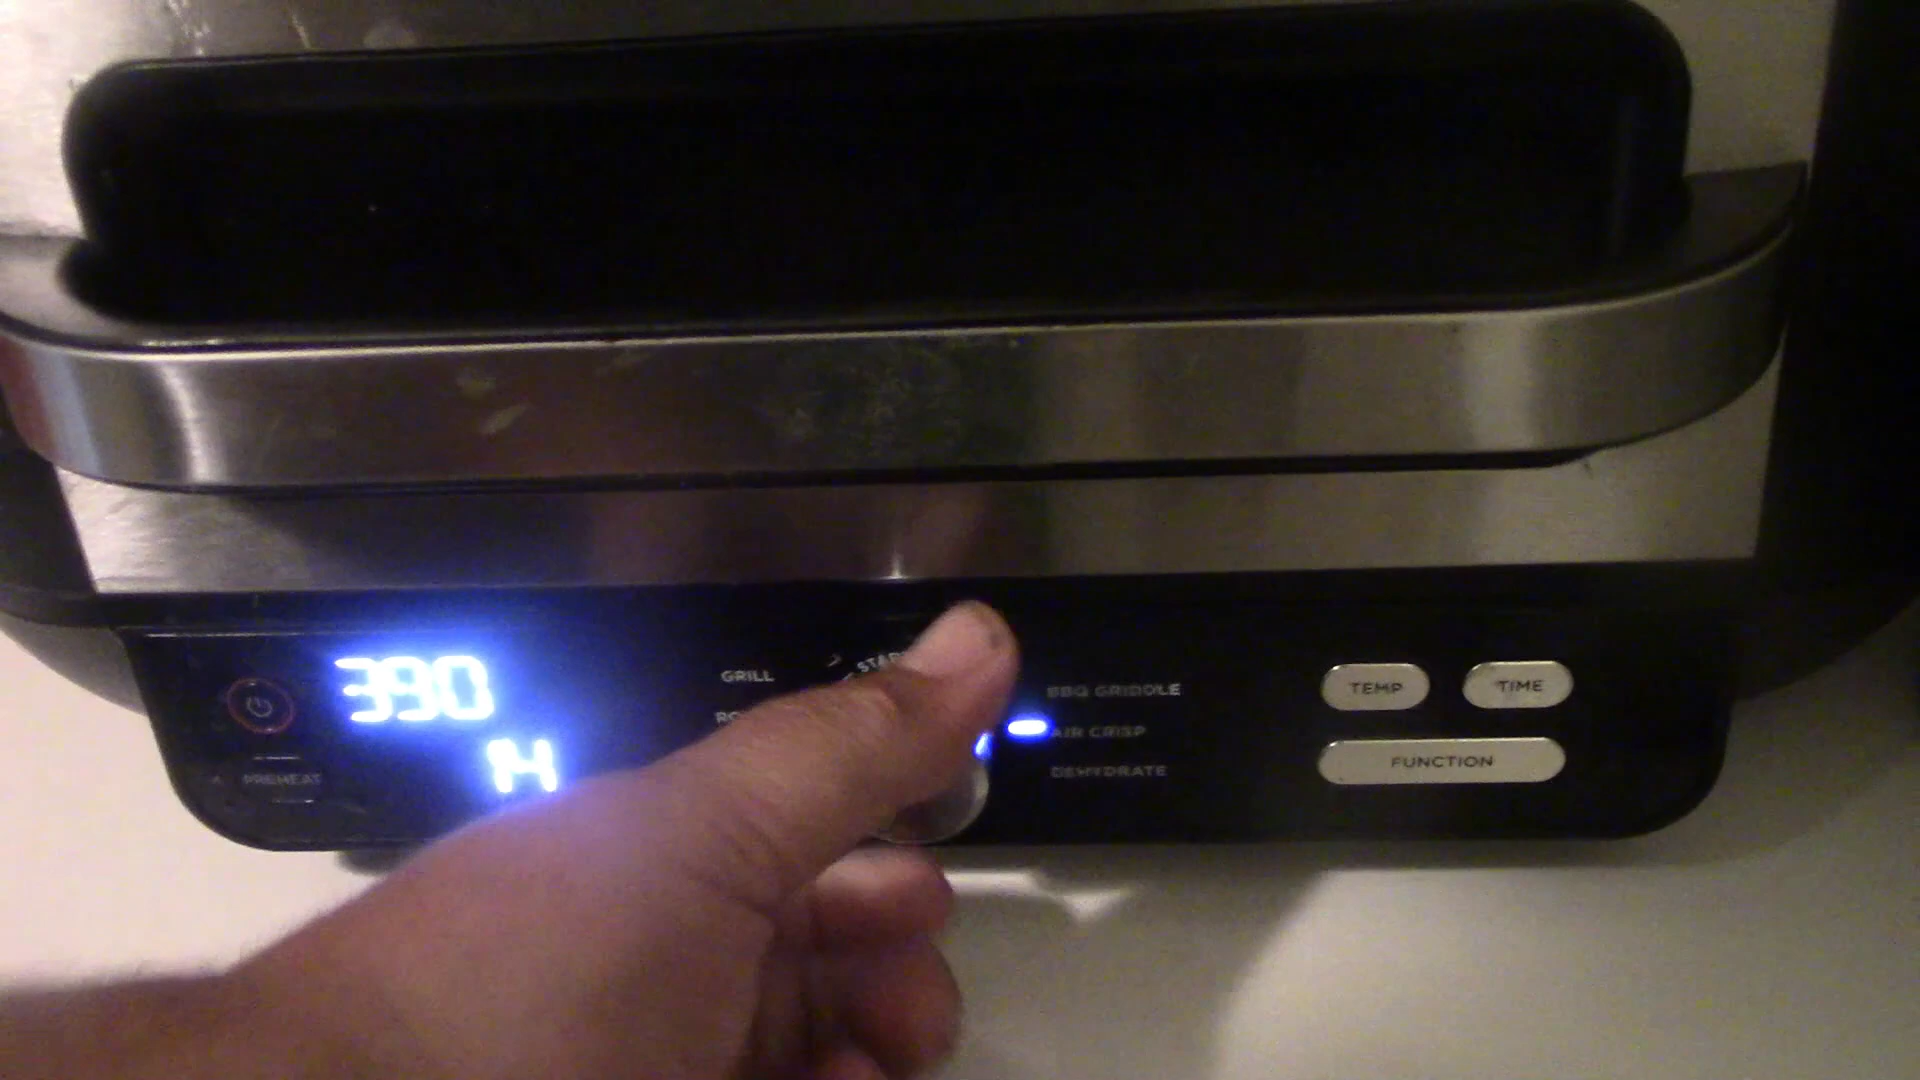 390
14
PREHEAT
GRILL
BBQ GRIDDLE
AIR CRISP
DEHYDRATE
TEMP
TIME
FUNCTION